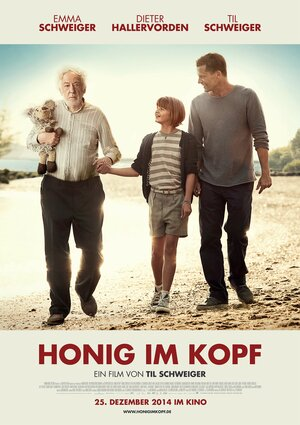 EMMA DIETER TIL
SCHWEIGER HALLERVORDEN SCHWEIGER
HONIG IM KOPF
EIN FILM VON TIL SCHWEIGER
25. DEZEMBER 2014 IM KINO
WWW.HONIGIMKOPF.DE